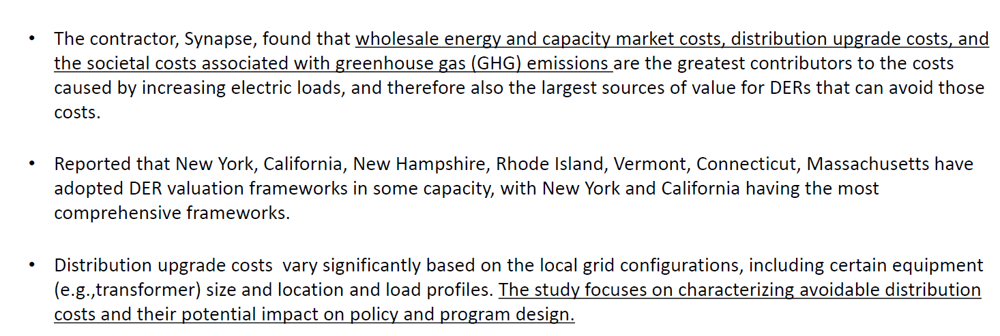 • The contractor, Synapse, found that wholesale energy and capacity market costs, distribution upgrade costs, and
the societal costs associated with greenhouse gas (GHG) emissions are the greatest contributors to the costs
caused by increasing electric loads, and therefore also the largest sources of value for DERs that can avoid those
costs.
• Reported that New York, California, New Hampshire, Rhode Island, Vermont, Connecticut, Massachusetts have
adopted DER valuation frameworks in some capacity, with New York and California having the most
comprehensive frameworks.
• Distribution upgrade costs  vary significantly based on the local grid configurations, including certain equipment
(e.g.,transformer) size and location and load profiles. The study focuses on characterizing avoidable distribution
costs and their potential impact on policy and program design.